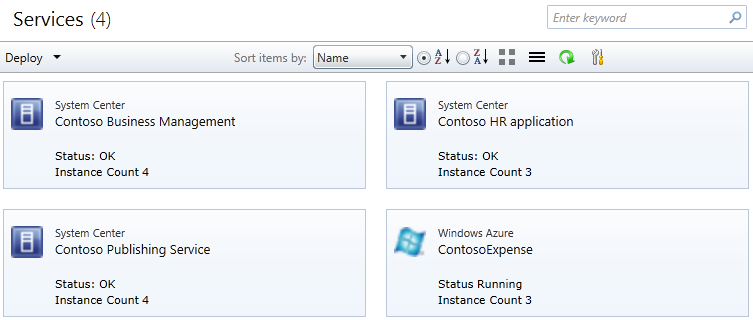 Services (4)
Enter keyword
Deploy
Sort items by: Name
A
Z
Z
A
System Center
Contoso Business Management
Status: OK
Instance Count 4
System Center
Contoso HR application
Status: OK
Instance Count 3
System Center
Contoso Publishing Service
Status: OK
Instance Count 4
Windows Azure
ContosoExpense
Status Running
Instance Count 3